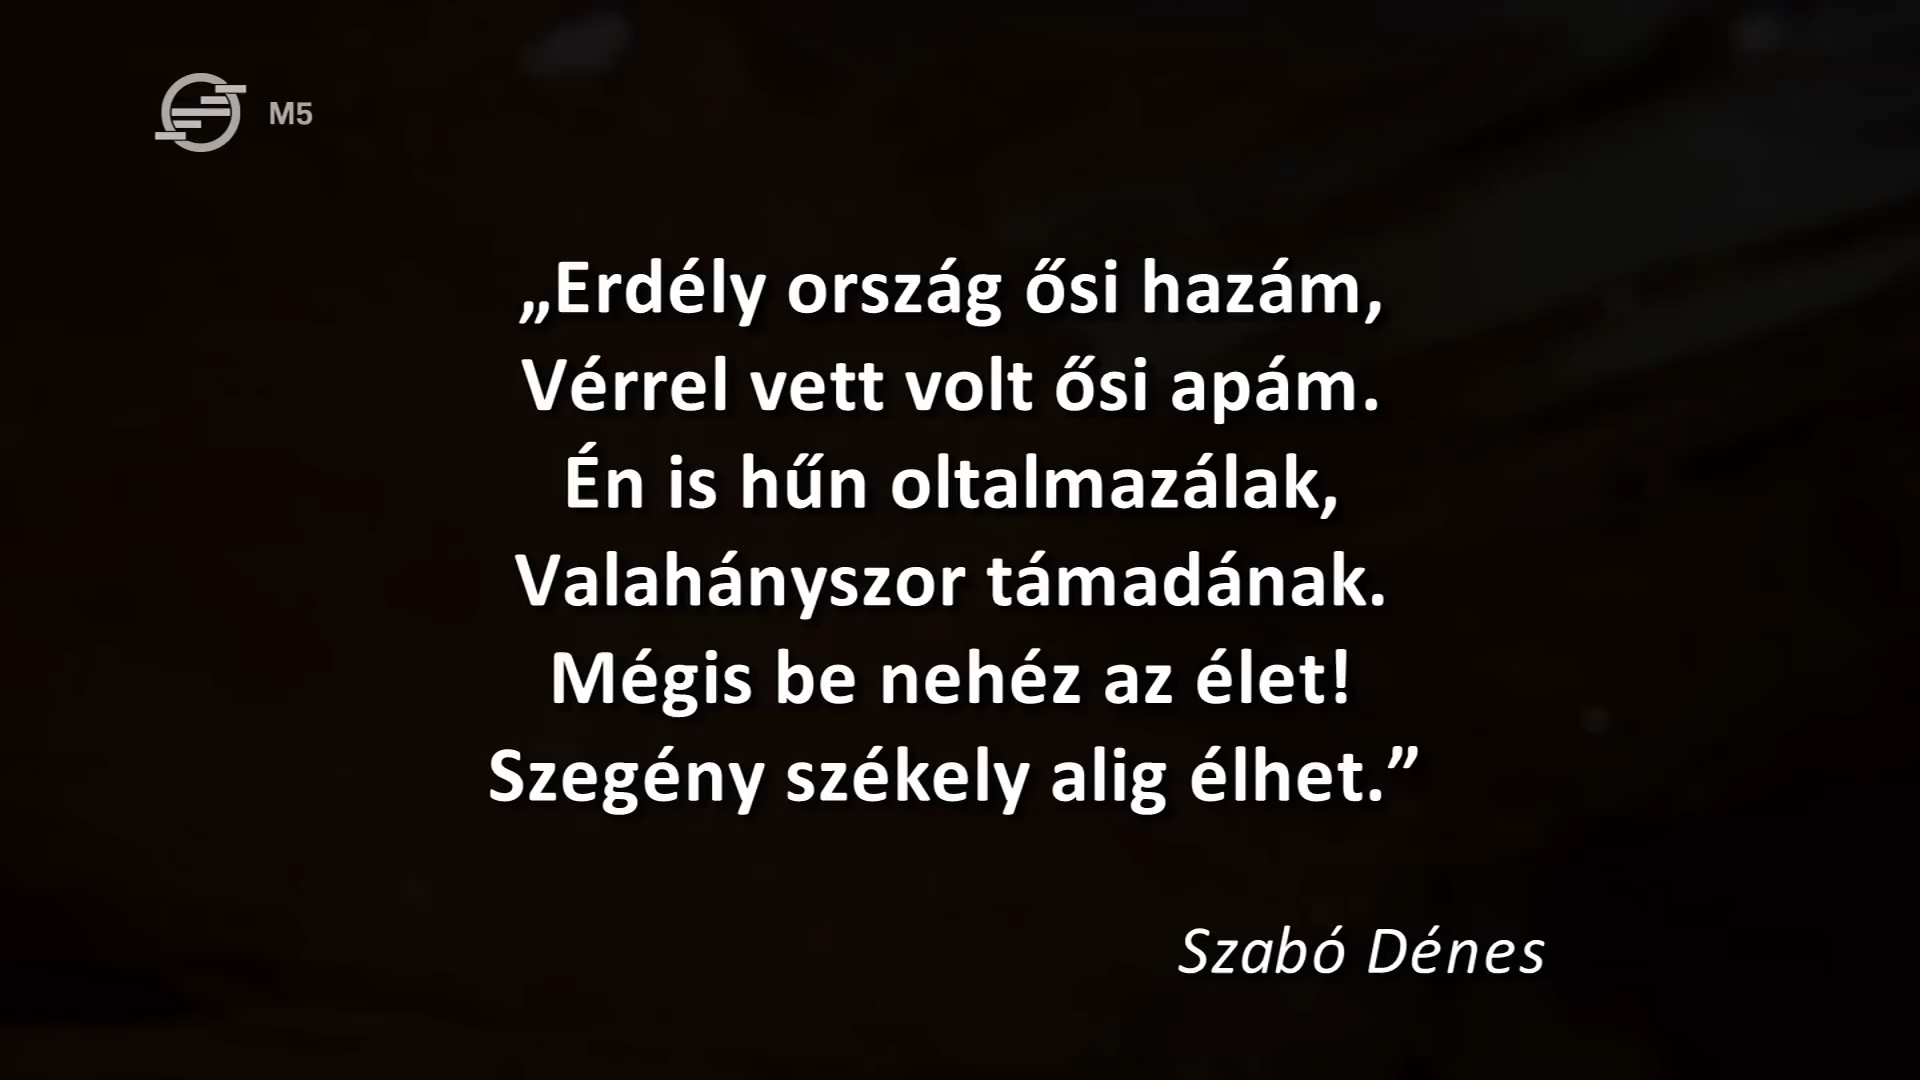 M5
„Erdély ország ősi hazám,
Vérrel vett volt ősi apám.
Én is hűn oltalmazálak,
Valahányszor támadának.
Mégis be nehéz az élet!
Szegény székely alig élhet.”
Szabó Dénes